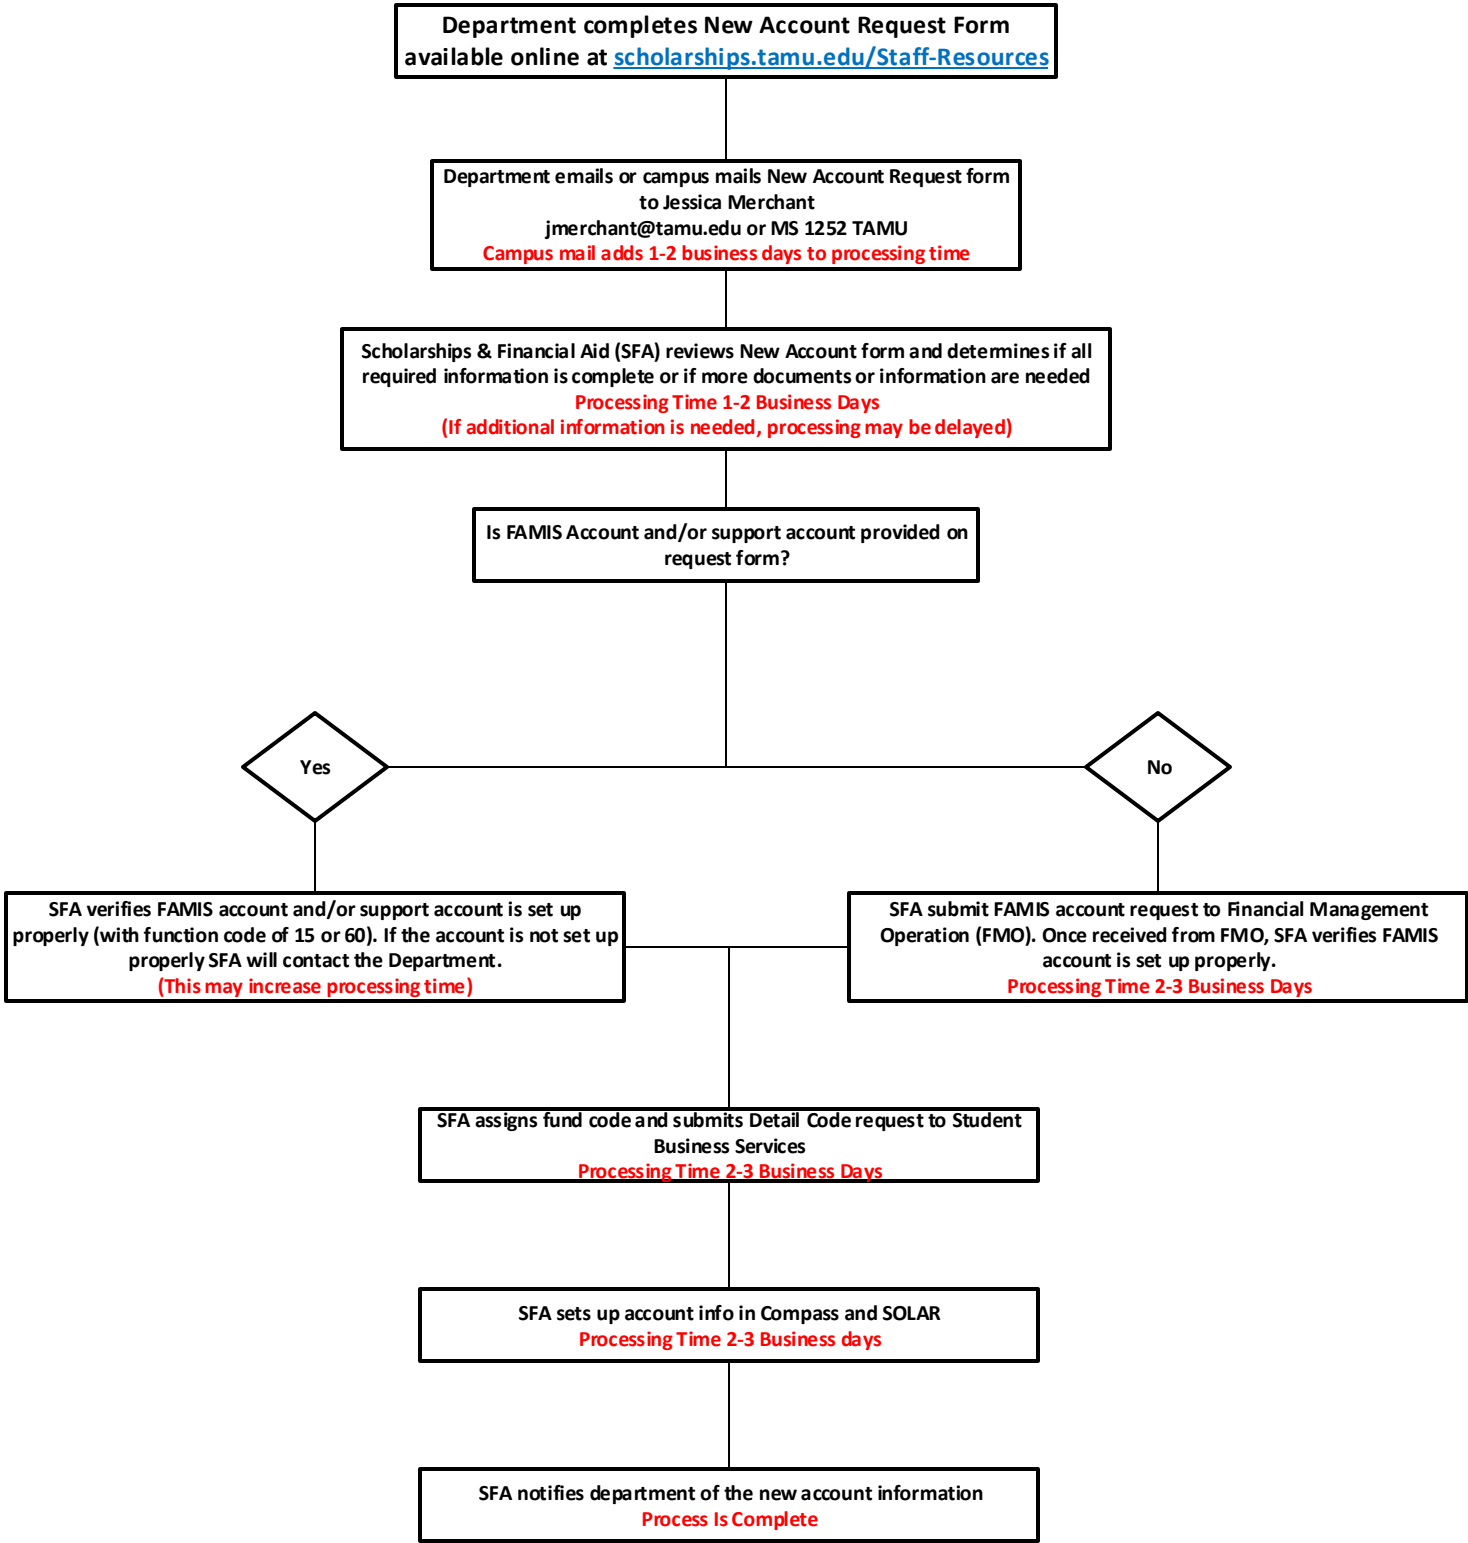 Department completes New Account Request Form
available online at scholarships.tamu.edu/Staff-Resources
Department emails or campus mails New Account Request form
to Jessica Merchant
jmerchant@tamu.edu or MS 1252 TAMU
Campus mail adds 1-2 business days to processing time
Scholarships & Financial Aid (SFA) reviews New Account form and determines if all
required information is complete or if more documents or information are needed
Processing Time 1-2 Business Days
(If additional information is needed, processing may be delayed)
Is FAMIS Account and/or support account provided on
request form?
Yes
No
SFA verifies FAMIS account and/or support account is set up
properly (with function code of 15 or 60). If the account is not set up
properly SFA will contact the Department.
(This may increase processing time)
SFA submit FAMIS account request to Financial Management
Operation (FMO). Once received from FMO, SFA verifies FAMIS
account is set up properly.
Processing Time 2-3 Business Days
SFA assigns fund code and submits Detail Code request to Student
Business Services
Processing Time 2-3 Business Days
SFA sets up account info in Compass and SOLAR
Processing Time 2-3 Business days
SFA notifies department of the new account information
Process Is Complete